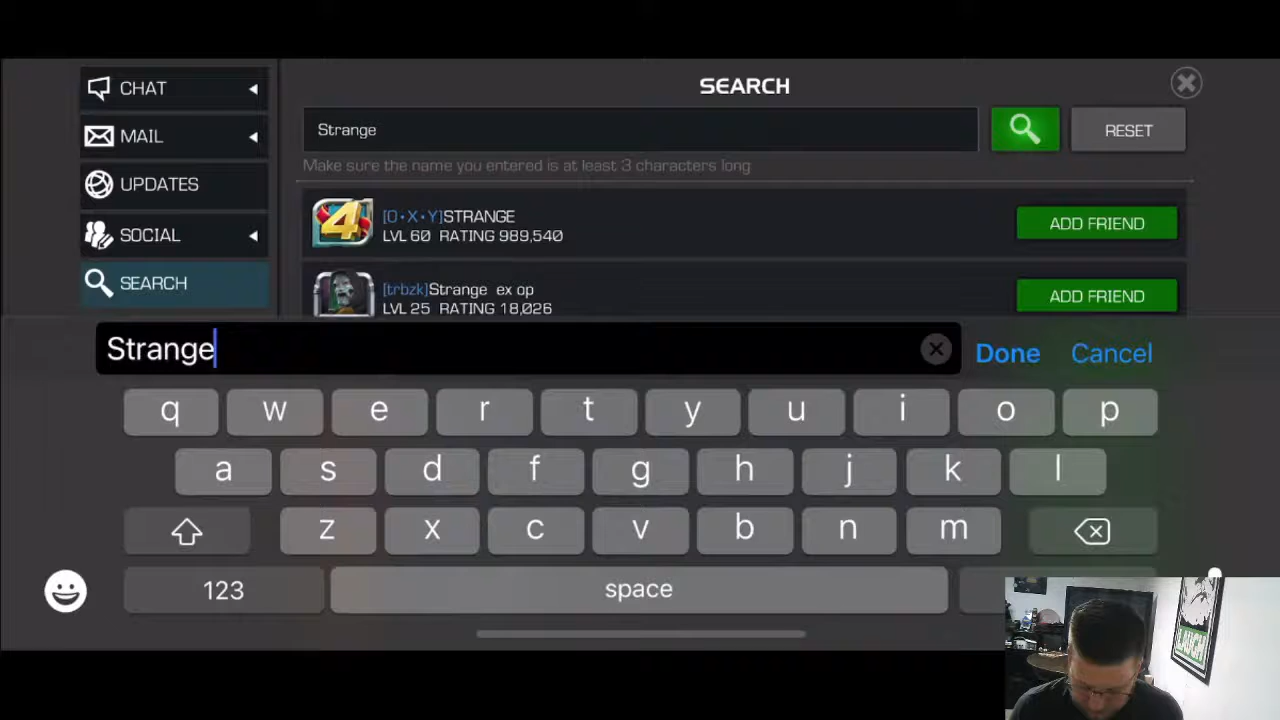 CHAT
MAIL
UPDATES
SOCIAL
SEARCH
SEARCH
Strange
RESET
Make sure the name you entered is at least 3 characters long
4
[O•X•Y]STRANGE
LVL 60 RATING 989,540
ADD FRIEND
[trbzk]Strange ex op
LVL 25 RATING 18,026
ADD FRIEND
Strange
Done
Cancel
q w e r t y u i o p
a s d f g h j k l
z x c v b n m
123
space
LAUGH